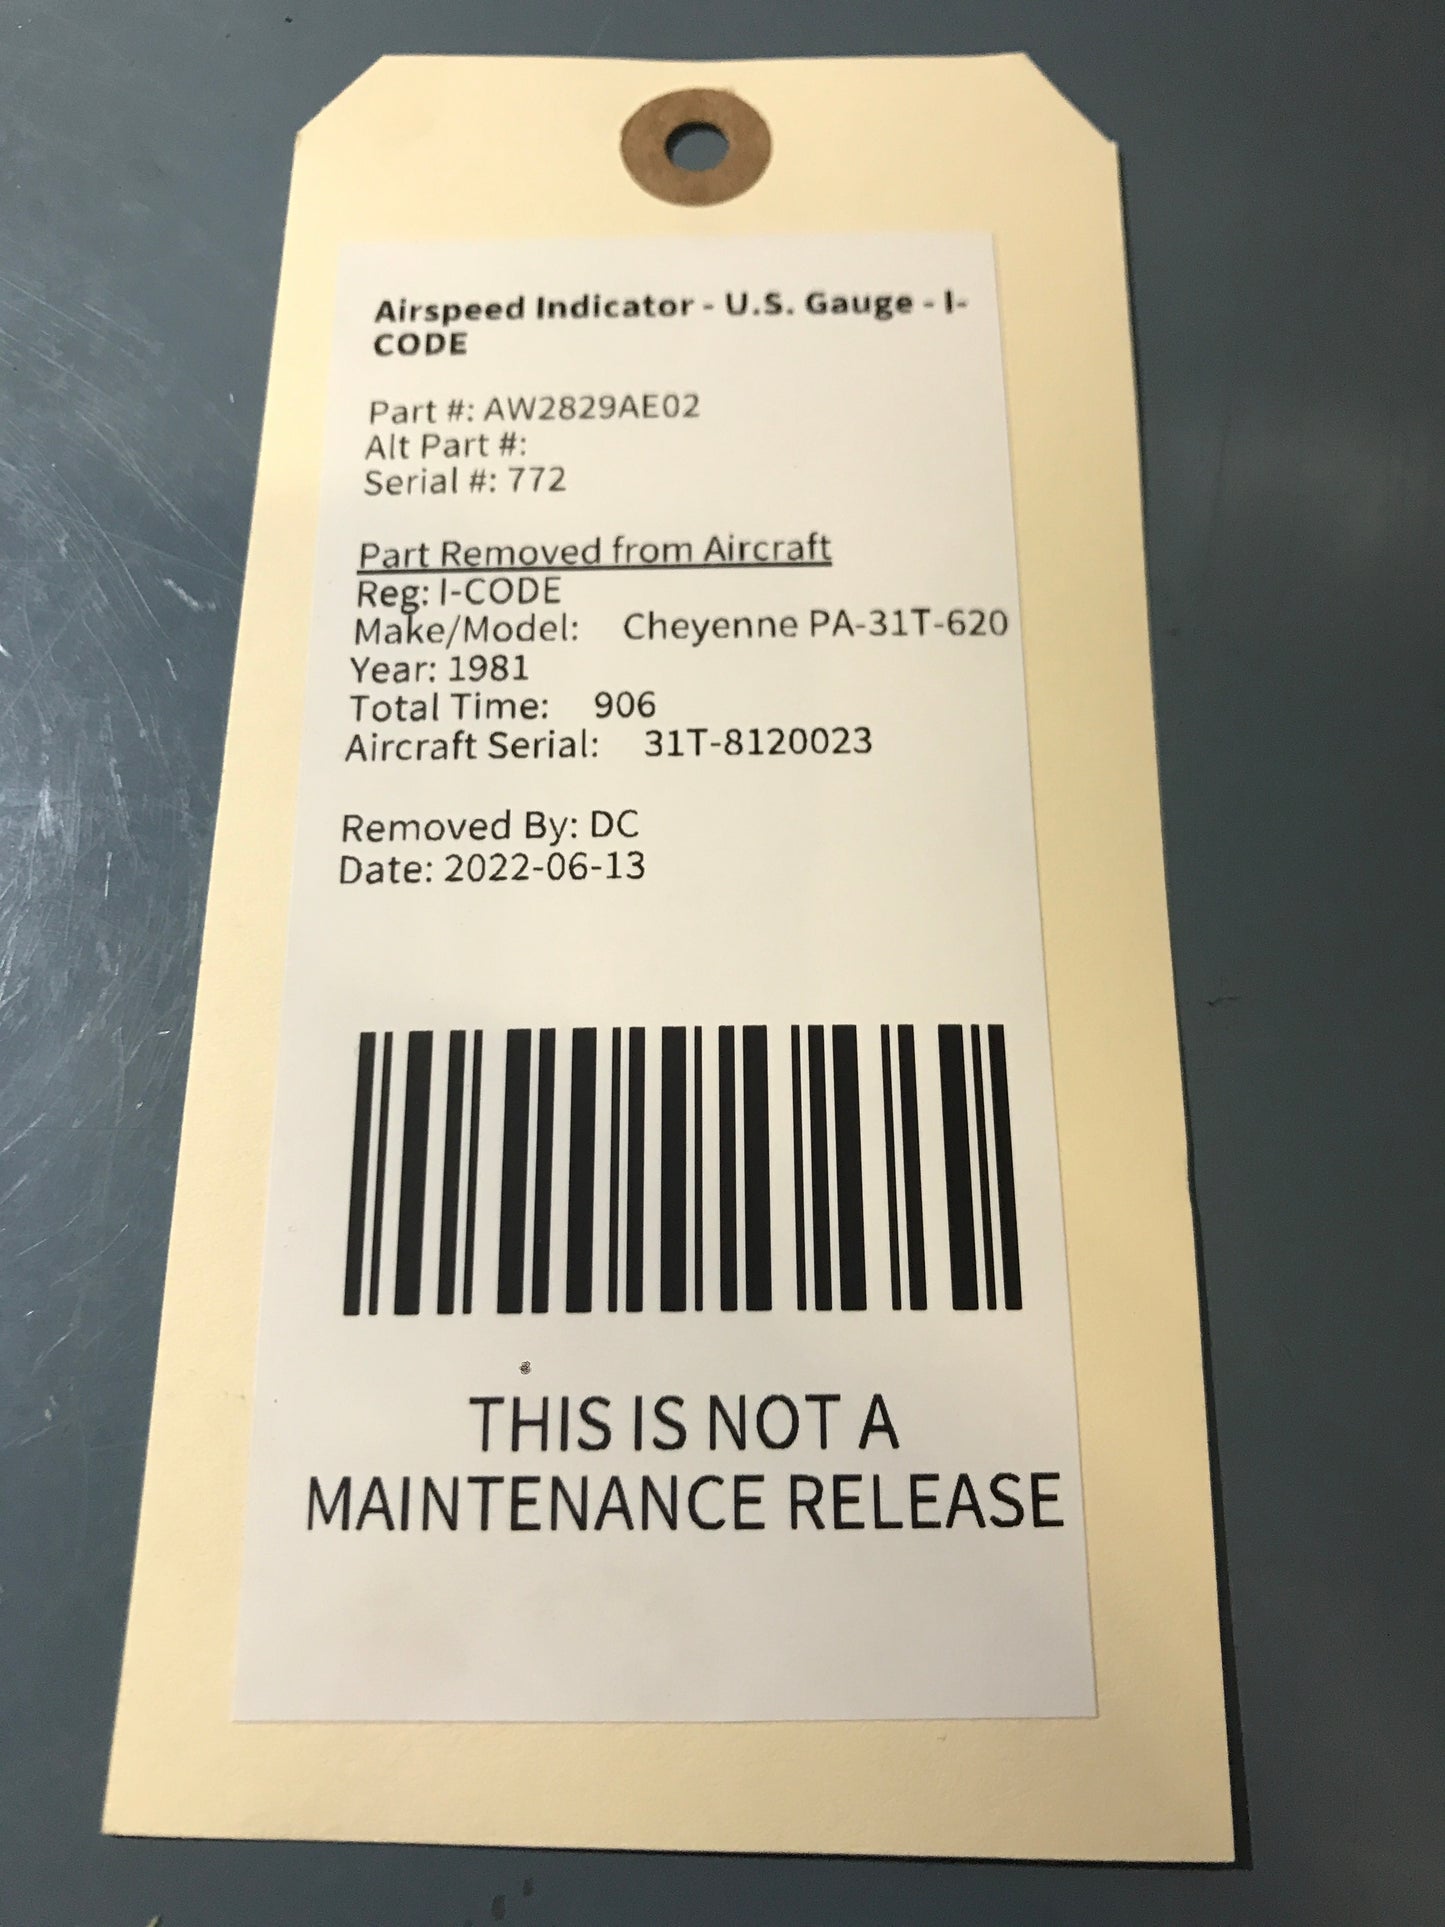 Airspeed Indicator - U.S. Gauge - I-
CODE
Part #: AW2829AE02
Alt Part #:
Serial #: 772
Part Removed from Aircraft
Reg: I-CODE
Make/Model: Cheyenne PA-31T-620
Year: 1981
Total Time: 906
Aircraft Serial: 31T-8120023
Removed By: DC
Date: 2022-06-13
THIS IS NOT A
MAINTENANCE RELEASE